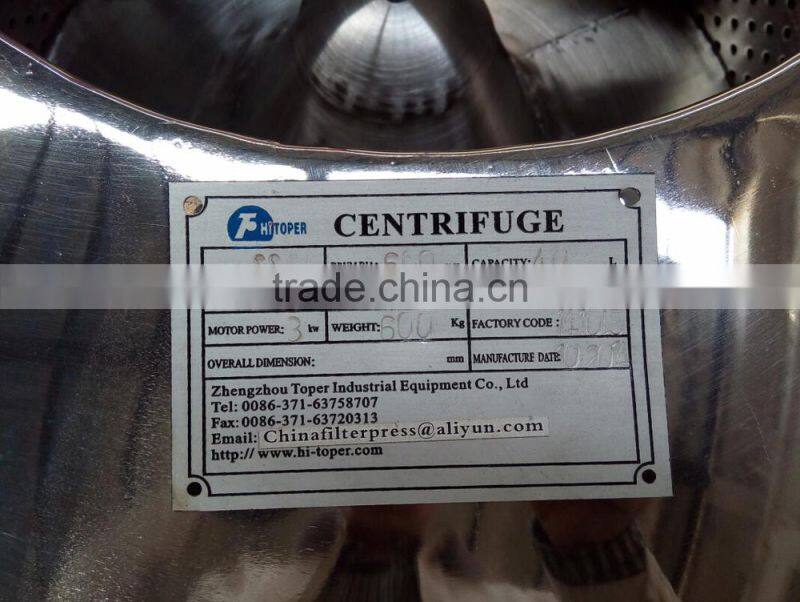 HiTOPER CENTRIFUGE
CAPACITY: L
trade.china.cn
MOTOR POWER: 3 kw WEIGHT: 600 Kg FACTORY CODE:
OVERALL DIMENSION: mm MANUFACTURE DATE:
Zhengzhou Toper Industrial Equipment Co., Ltd
Tel: 0086-371-63758707
Fax: 0086-371-63720313
Email: Chinafilterpress@aliyun.com
http:// www.hi-toper.com